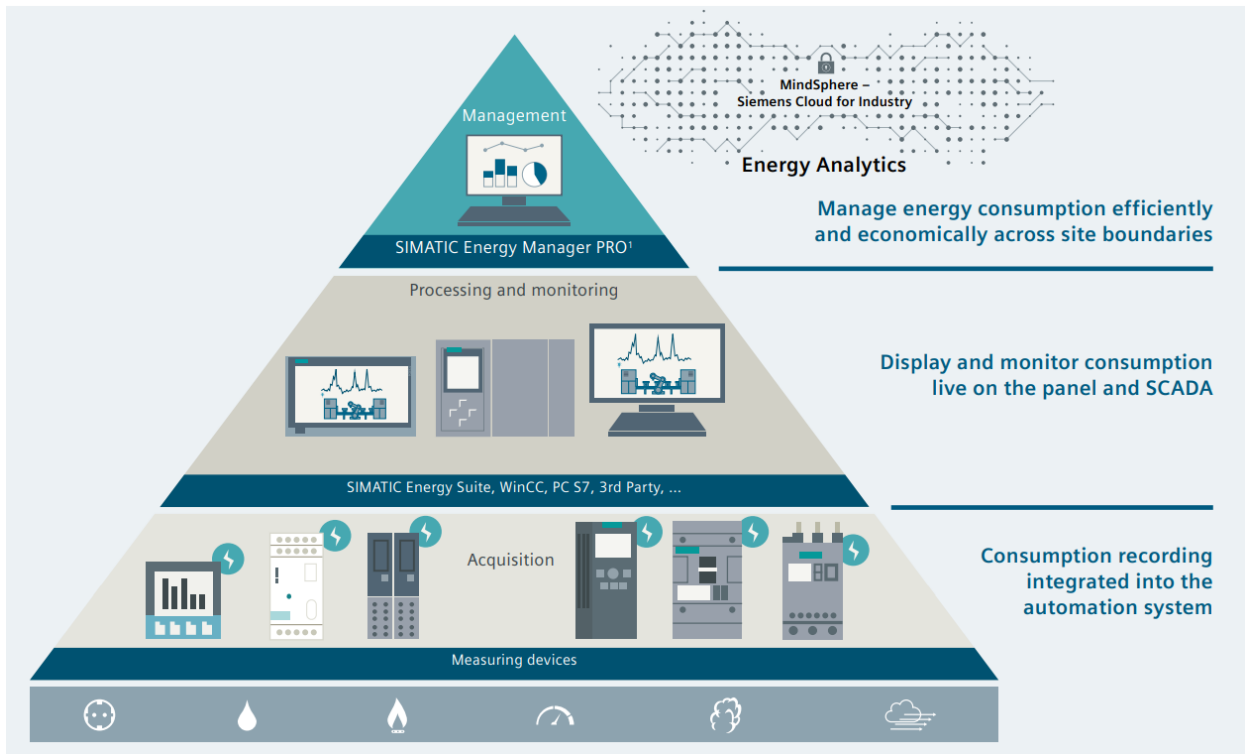 MindSphere –
Siemens Cloud for Industry
Energy Analytics
Management
SIMATIC Energy Manager PRO¹
Manage energy consumption efficiently
and economically across site boundaries
Processing and monitoring
Display and monitor consumption
live on the panel and SCADA
SIMATIC Energy Suite, WinCC, PC S7, 3rd Party, ...
Acquisition
Consumption recording
integrated into the
automation system
Measuring devices